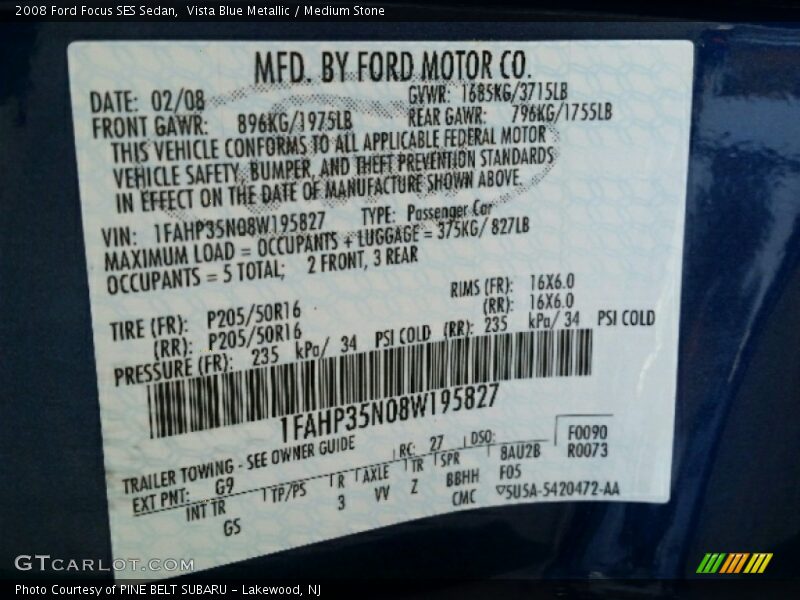 2008 Ford Focus SES Sedan,  Vista Blue Metallic / Medium Stone
MFD. BY FORD MOTOR CO.
DATE: 02/08 GVWR: 1685KG/3715LB
FRONT GAWR: 896KG/1975LB REAR GAWR: 796KG/1755LB
THIS VEHICLE CONFORMS TO ALL APPLICABLE FEDERAL MOTOR
VEHICLE SAFETY, BUMPER, AND THEFT PREVENTION STANDARDS
IN EFFECT ON THE DATE OF MANUFACTURE SHOWN ABOVE.
VIN: 1FAHP35N08W195827 TYPE: Passenger Car
MAXIMUM LOAD = OCCUPANTS + LUGGAGE = 375KG/ 827LB
OCCUPANTS = 5 TOTAL; 2 FRONT, 3 REAR
TIRE (FR): P205/50R16 RIMS (FR): 16X6.0
(RR): P205/50R16 (RR): 16X6.0
PRESSURE (FR): 235 kPa/ 34 PSI COLD (RR): 235 kPa/ 34 PSI COLD
1FAHP35N08W195827
TRAILER TOWING - SEE OWNER GUIDE
EXT PNT: G9 RC: 27 DSO: F0090
INT TR TP/PS R AXLE TR SPR 8AU2B R0073
GS 3 VV Z BBHH F05
CMC 5U5A-5420472-AA
GTCARLOT.COM
Photo Courtesy of PINE BELT SUBARU - Lakewood, NJ